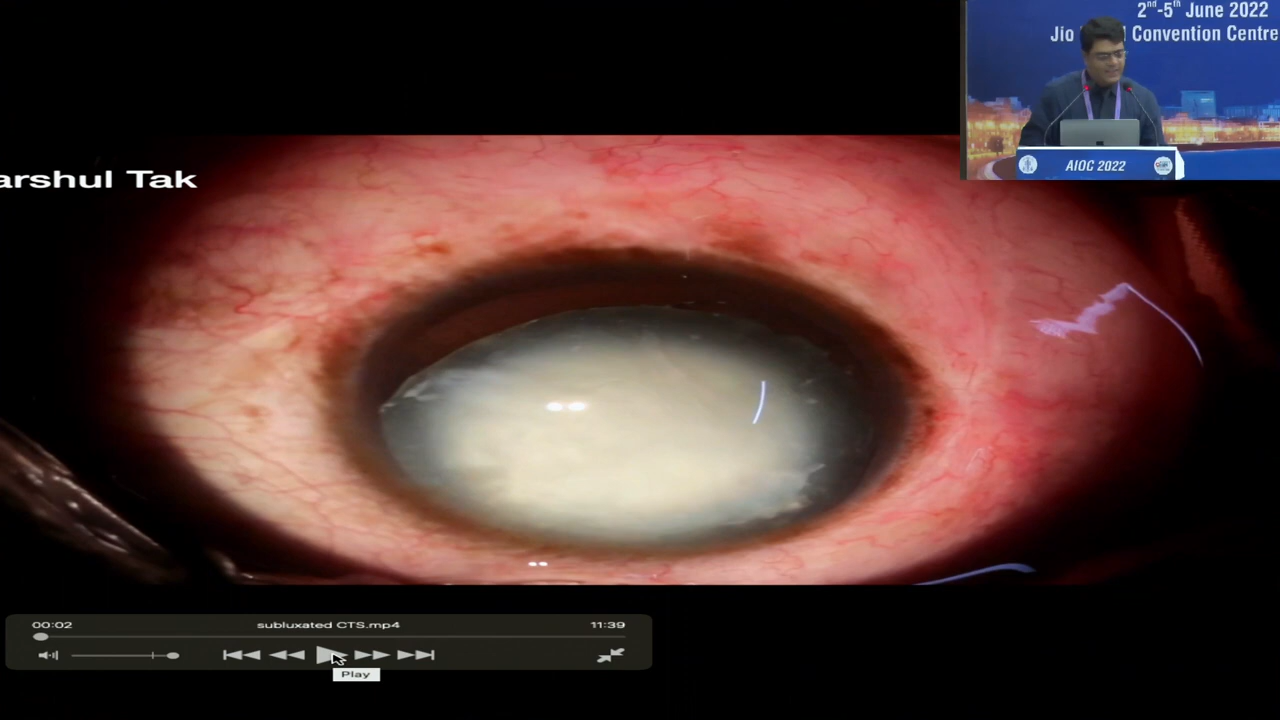 2nd-5th June 2022
Jio Convention Centre
AIOC 2022
arshul Tak
00:02
subluxated CTS.mp4
11:39
Play